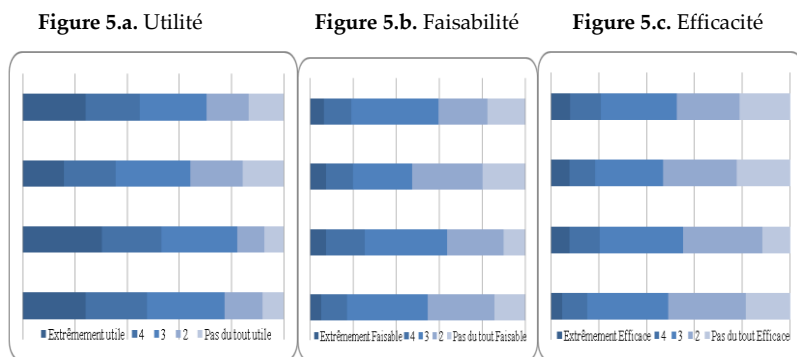 Figure 5.a. Utilité
Figure 5.b. Faisabilité
Figure 5.c. Efficacité
Extrêmement utile 4 3 2 Pas du tout utile
Extrêmement Faisable 4 3 2 Pas du tout Faisable
Extrêmement Efficace 4 3 2 Pas du tout Efficace